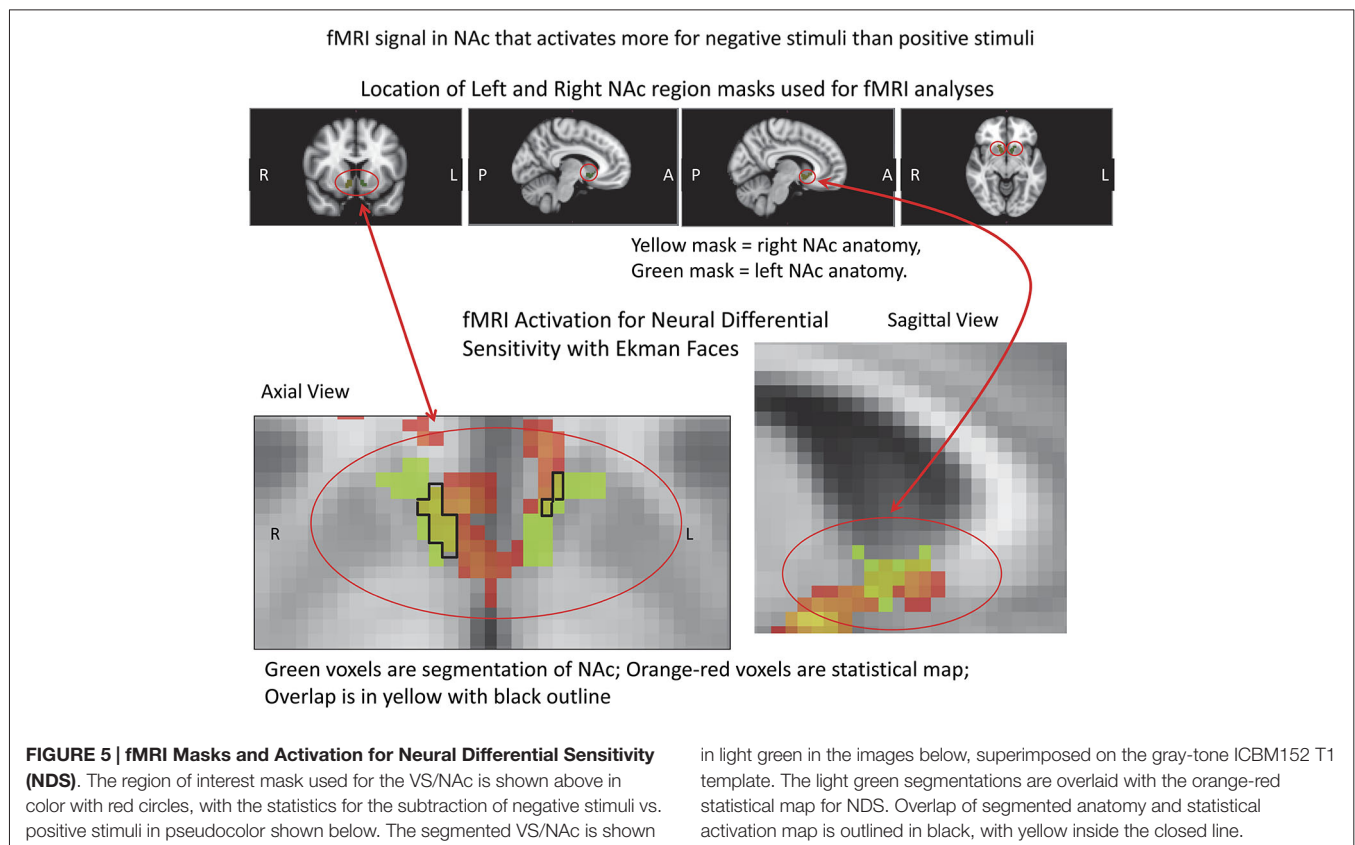 fMRI signal in NAc that activates more for negative stimuli than positive stimuli
Location of Left and Right NAc region masks used for fMRI analyses
R
L
P
A
P
A
R
L
Yellow mask = right NAc anatomy,
Green mask = left NAc anatomy.
fMRI Activation for Neural Differential
Sensitivity with Ekman Faces
Sagittal View
Axial View
R
L
Green voxels are segmentation of NAc; Orange-red voxels are statistical map;
Overlap is in yellow with black outline
FIGURE 5 | fMRI Masks and Activation for Neural Differential Sensitivity
(NDS). The region of interest mask used for the VS/NAc is shown above in
color with red circles, with the statistics for the subtraction of negative stimuli vs.
positive stimuli in pseudocolor shown below. The segmented VS/NAc is shown
in light green in the images below, superimposed on the gray-tone ICBM152 T1
template. The light green segmentations are overlaid with the orange-red
statistical map for NDS. Overlap of segmented anatomy and statistical
activation map is outlined in black, with yellow inside the closed line.